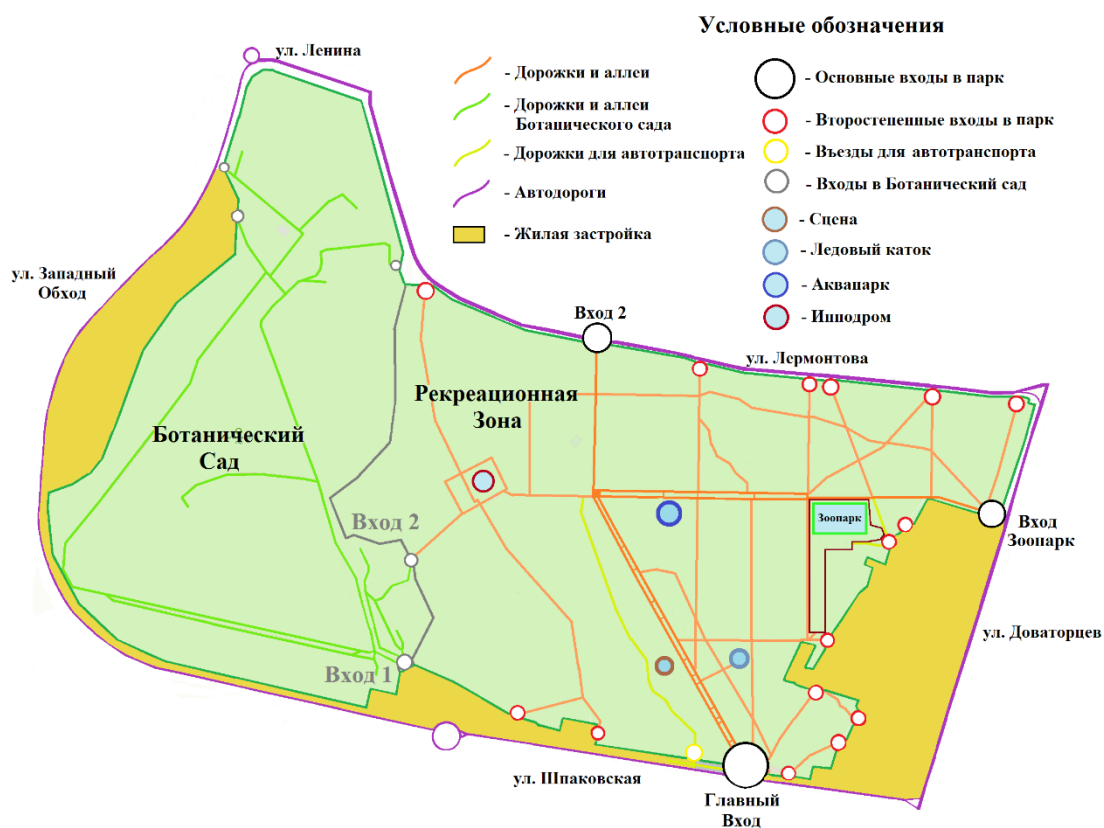 Условные обозначения
ул. Ленина
- Дорожки и аллеи
- Дорожки и аллеи
Ботанического сада
- Дорожки для автотранспорта
- Автодороги
- Жилая застройка
- Основные входы в парк
- Второстепенные входы в парк
- Въезды для автотранспорта
- Входы в Ботанический сад
- Сцена
- Ледовый каток
- Аквапарк
- Ипподром
ул. Западный
Обход
Вход 2
ул. Лермонтова
Рекреационная
Зона
Ботанический
Сад
Зоопарк
Вход
Зоопарк
Вход 2
ул. Доваторцев
Вход 1
ул. Шпаковская
Главный
Вход